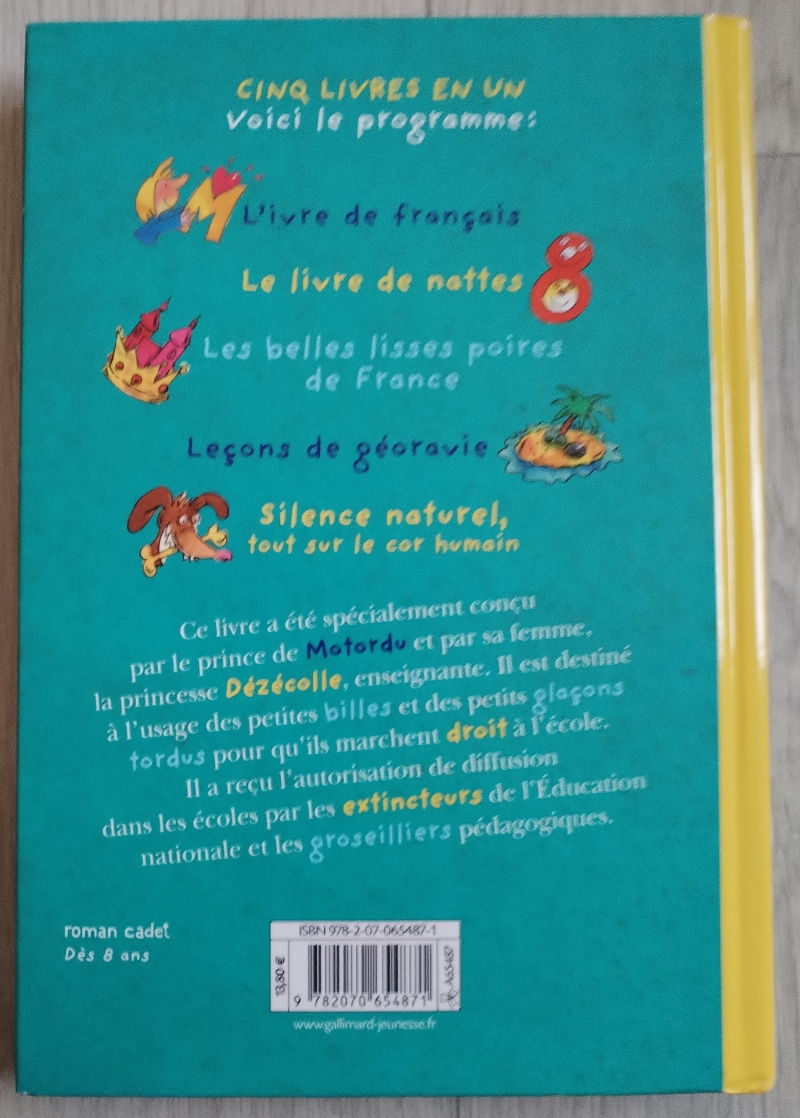 CINQ LIVRES EN UN
Voici le programme:
L'ivre de français
Le livre de nattes
Les belles lisses poires
de France
Leçons de géoravie
Silence naturel,
tout sur le cor humain
Ce livre a été spécialement conçu
par le prince de Motordu et par sa femme,
la princesse Dézécolle, enseignante. Il est destiné
à l'usage des petites billes et des petits glaçons
tordus pour qu'ils marchent droit à l'école.
Il a reçu l'autorisation de diffusion
dans les écoles par les extincteurs de l'Éducation
nationale et les groseilliers pédagogiques.
roman cadet
Dès 8 ans
ISBN 978-2-07-065487-1
13,80 €
A65487
9 782070 654871
www.gallimard-jeunesse.fr